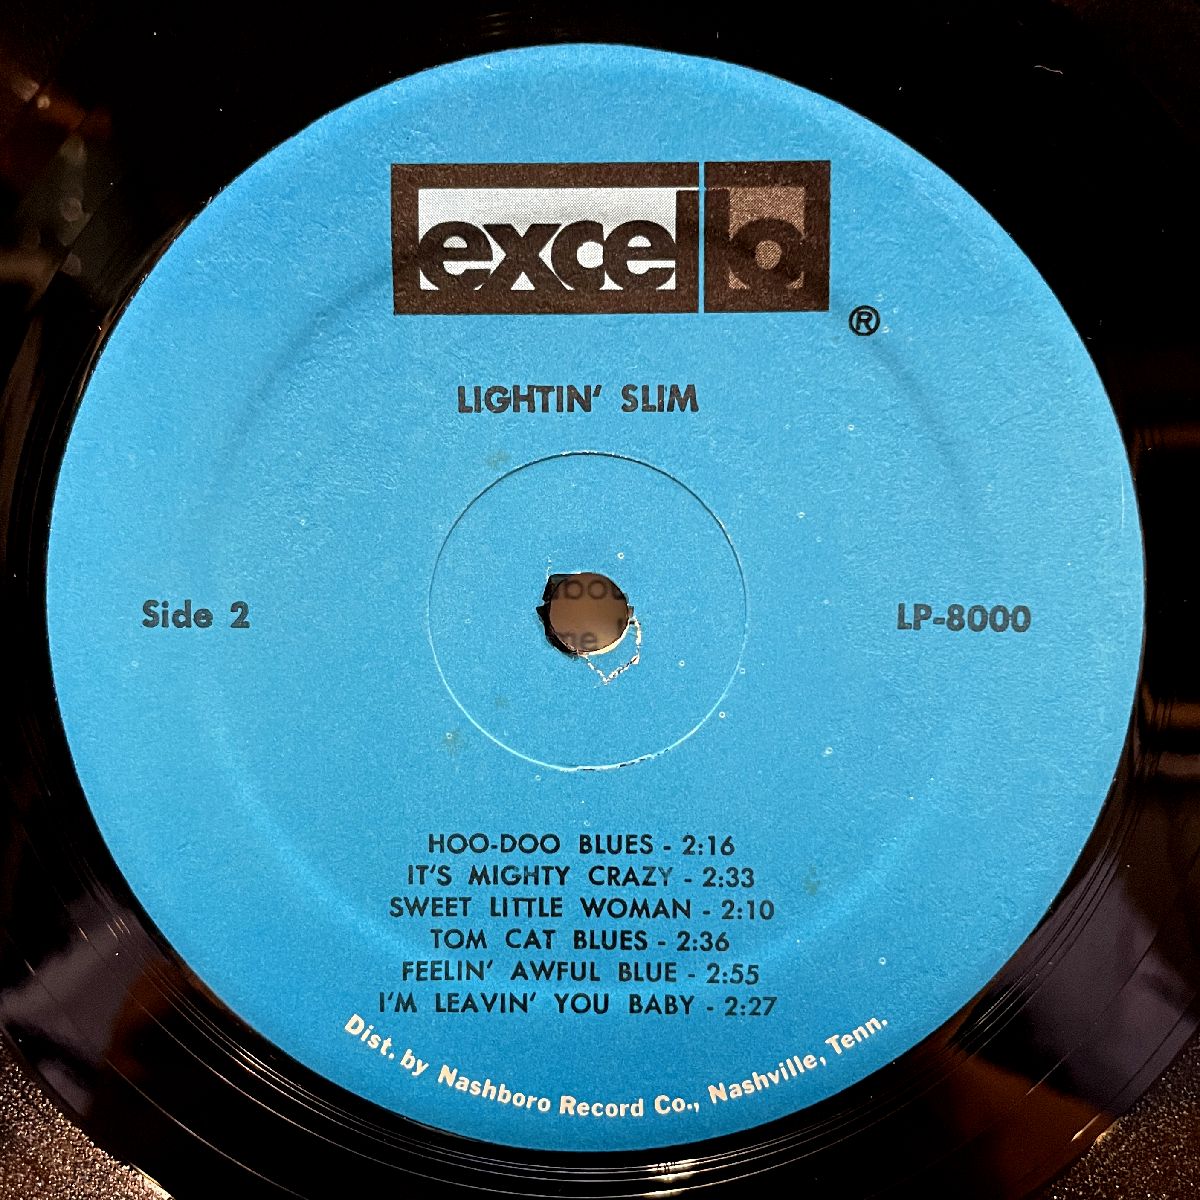 excello
®
LIGHTIN' SLIM
Side 2
LP-8000
HOO-DOO BLUES - 2:16
IT'S MIGHTY CRAZY - 2:33
SWEET LITTLE WOMAN - 2:10
TOM CAT BLUES - 2:36
FEELIN' AWFUL BLUE - 2:55
I'M LEAVIN' YOU BABY - 2:27
Dist. by Nashboro Record Co., Nashville, Tenn.